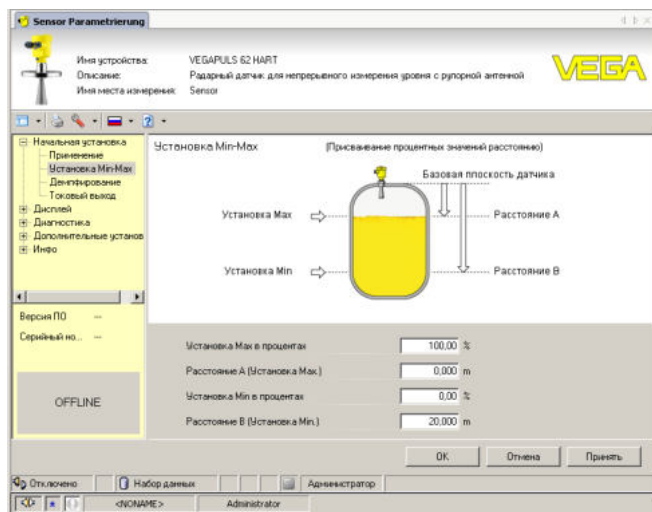 Sensor Parametrierung
Имя устройства: VEGAPULS 62 HART
Описание: Радарный датчик для непрерывного измерения уровня с рупорной антенной
Имя места измерения: Sensor
VEGA
Начальная установка
Применение
Установка Min-Max
Демпфирование
Токовый выход
Дисплей
Диагностика
Дополнительные установ
Инфо
Версия ПО --
Серийный но... --
OFFLINE
Установка Min-Max (Присваивание процентных значений расстоянию)
Базовая плоскость датчика
Установка Max Расстояние A
Установка Min Расстояние B
Установка Max в процентах 100,00 %
Расстояние A (Установка Max.) 0,000 m
Установка Min в процентах 0,00 %
Расстояние B (Установка Min.) 20,000 m
OK Отмена Принять
Отключено Набор данных Администратор
<NONAME> Administrator